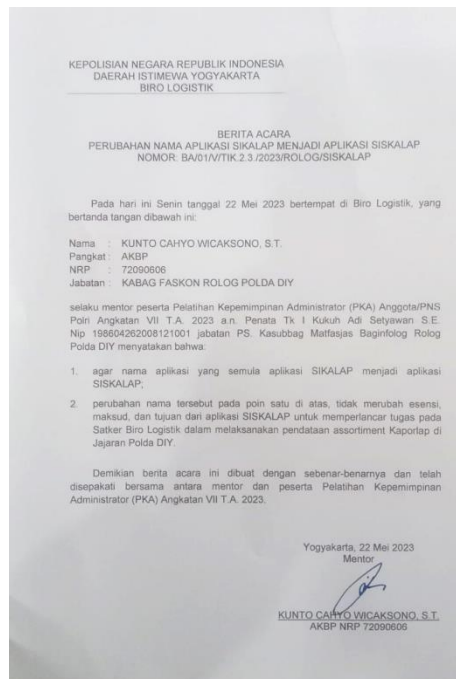 KEPOLISIAN NEGARA REPUBLIK INDONESIA
DAERAH ISTIMEWA YOGYAKARTA
BIRO LOGISTIK
BERITA ACARA
PERUBAHAN NAMA APLIKASI SIKALAP MENJADI APLIKASI SISKALAP
NOMOR: BA/01/V/TIK.2.3./2023/ROLOG/SISKALAP
Pada hari ini Senin tanggal 22 Mei 2023 bertempat di Biro Logistik, yang
bertanda tangan dibawah ini:
Nama : KUNTO CAHYO WICAKSONO, S.T.
Pangkat : AKBP
NRP : 72090606
Jabatan : KABAG FASKON ROLOG POLDA DIY
selaku mentor peserta Pelatihan Kepemimpinan Administrator (PKA) Anggota/PNS
Polri Angkatan VII T.A. 2023 a.n. Penata Tk I Kukuh Adi Setyawan S.E.
Nip 198604262008121001 jabatan PS. Kasubbag Matfasjas Baginfolog Rolog
Polda DIY menyatakan bahwa:
1. agar nama aplikasi yang semula aplikasi SIKALAP menjadi aplikasi
SISKALAP;
2. perubahan nama tersebut pada poin satu di atas, tidak merubah esensi,
maksud, dan tujuan dari aplikasi SISKALAP untuk memperlancar tugas pada
Satker Biro Logistik dalam melaksanakan pendataan assortiment Kaporlap di
Jajaran Polda DIY.
Demikian berita acara ini dibuat dengan sebenar-benarnya dan telah
disepakati bersama antara mentor dan peserta Pelatihan Kepemimpinan
Administrator (PKA) Angkatan VII T.A. 2023.
Yogyakarta, 22 Mei 2023
Mentor
KUNTO CAHYO WICAKSONO, S.T.
AKBP NRP 72090606